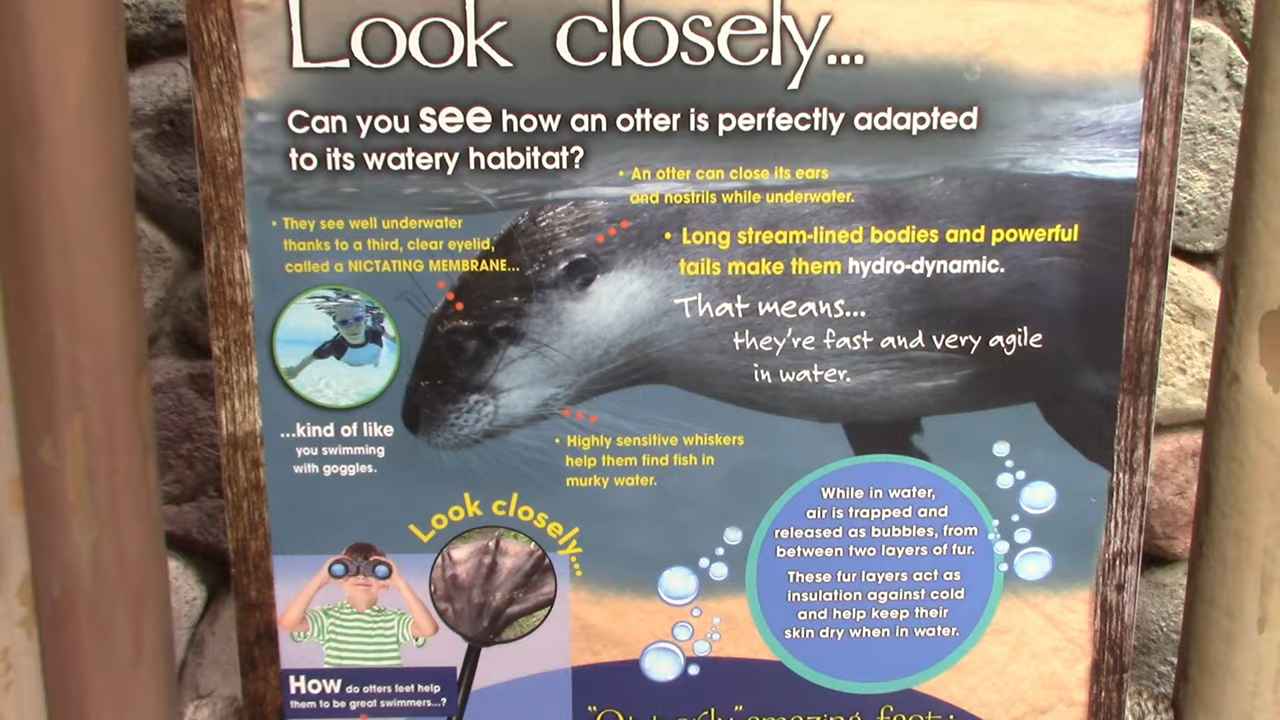 Look closely...
Can you see how an otter is perfectly adapted
to its watery habitat?
• An otter can close its ears
and nostrils while underwater.
• They see well underwater
thanks to a third, clear eyelid,
called a NICTATING MEMBRANE...
• Long stream-lined bodies and powerful
tails make them hydro-dynamic.
That means...
they're fast and very agile
in water.
...kind of like
you swimming
with goggles.
• Highly sensitive whiskers
help them find fish in
murky water.
Look closely...
While in water,
air is trapped and
released as bubbles, from
between two layers of fur.
These fur layers act as
insulation against cold
and help keep their
skin dry when in water.
How do otters feet help
them to be great swimmers...?